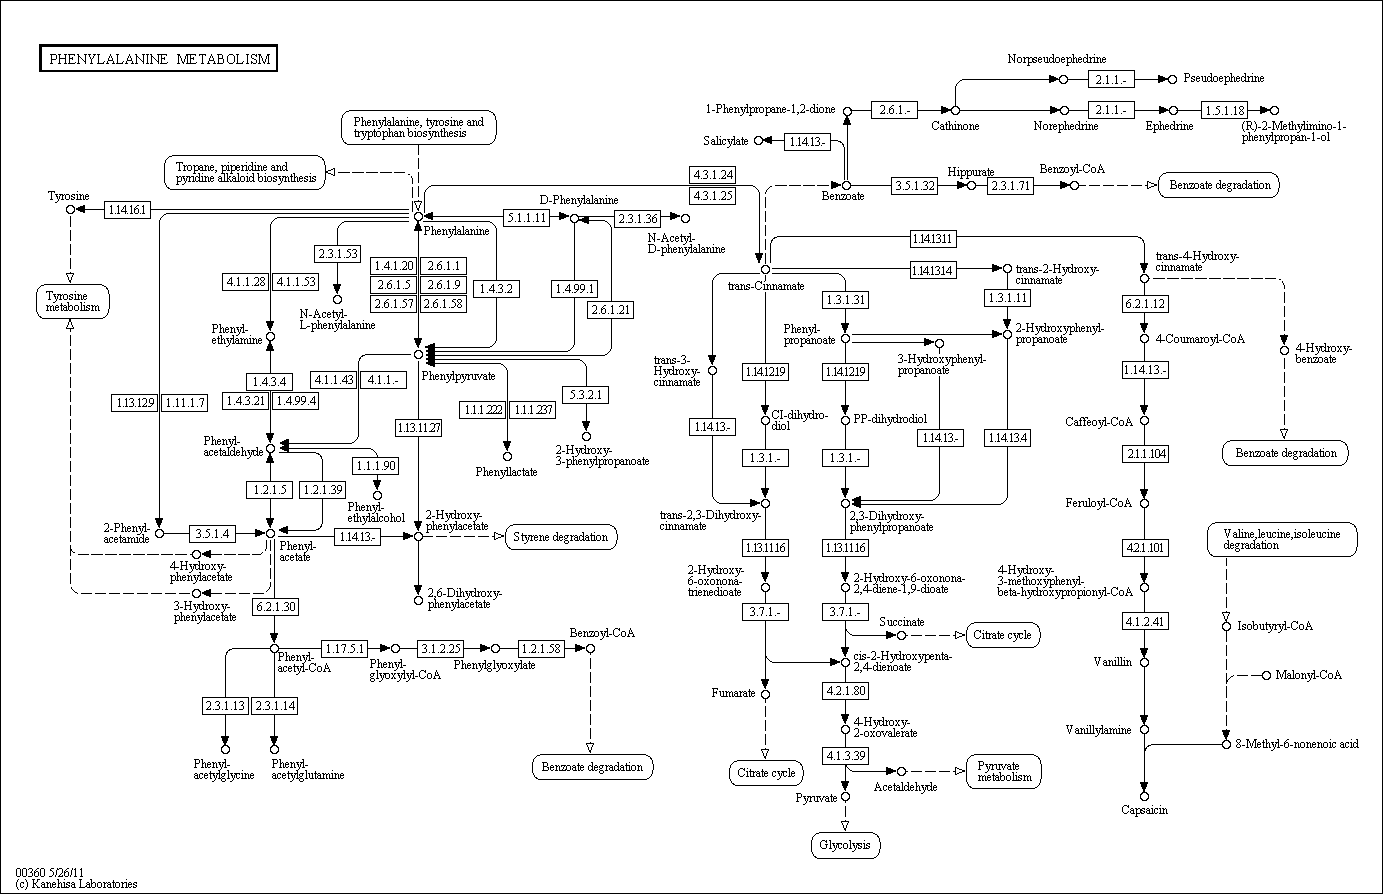 PHENYLALANINE METABOLISM
Norpseudoephedrine
2.1.1.-
Pseudoephedrine
1-Phenylpropane-1,2-dione
2.6.1.-
Cathinone
2.1.1.-
Norephedrine
Ephedrine
1.5.1.18
(R)-2-Methylimino-1-
phenylpropan-1-ol
Phenylalanine, tyrosine and
tryptophan biosynthesis
Salicylate
1.14.13.-
Tropane, piperidine and
pyridine alkaloid biosynthesis
4.3.1.24
4.3.1.25
Benzoate
3.5.1.32
Hippurate
2.3.1.71
Benzoyl-CoA
Benzoate degradation
Tyrosine
1.14.16.1
Phenylalanine
5.1.1.11
D-Phenylalanine
2.3.1.36
N-Acetyl-
D-phenylalanine
1.14.13.11
2.3.1.53
4.1.1.28
4.1.1.53
1.4.1.20
2.6.1.1
2.6.1.5
2.6.1.9
2.6.1.57
2.6.1.58
1.4.3.2
1.4.99.1
2.6.1.21
trans-Cinnamate
1.14.13.14
trans-2-Hydroxy-
cinnamate
trans-4-Hydroxy-
cinnamate
Tyrosine
metabolism
N-Acetyl-
L-phenylalanine
1.3.1.31
1.3.1.11
6.2.1.12
Phenyl-
ethylamine
Phenyl-
propanoate
2-Hydroxyphenyl-
propanoate
4-Coumaroyl-CoA
4-Hydroxy-
benzoate
Phenylpyruvate
trans-3-
Hydroxy-
cinnamate
3-Hydroxyphenyl-
propanoate
1.14.12.19
1.14.12.19
1.14.13.-
1.4.3.4
1.4.3.21
1.4.99.4
4.1.1.43
4.1.1.-
1.13.12.9
1.11.1.7
1.1.1.222
1.1.1.237
5.3.2.1
1.13.11.27
CI-dihydro-
diol
PP-dihydrodiol
Caffeoyl-CoA
1.14.13.-
1.14.13.-
1.14.13.4
Phenyl-
acetaldehyde
Phenyllactate
2-Hydroxy-
3-phenylpropanoate
1.3.1.-
1.3.1.-
2.1.1.104
Benzoate degradation
1.1.1.90
1.2.1.5
1.2.1.39
Phenyl-
ethylalcohol
trans-2,3-Dihydroxy-
cinnamate
2,3-Dihydroxy-
phenylpropanoate
Feruloyl-CoA
2-Phenyl-
acetamide
3.5.1.4
Phenyl-
acetate
1.14.13.-
2-Hydroxy-
phenylacetate
Styrene degradation
1.13.11.16
1.13.11.16
4.2.1.101
Valine,leucine,isoleucine
degradation
4-Hydroxy-
phenylacetate
3-Hydroxy-
phenylacetate
2,6-Dihydroxy-
phenylacetate
2-Hydroxy-
6-oxonona-
trienedioate
2-Hydroxy-6-oxonona-
2,4-diene-1,9-dioate
4-Hydroxy-
3-methoxyphenyl-
beta-hydroxypropionyl-CoA
6.2.1.30
3.7.1.-
3.7.1.-
4.1.2.41
Isobutyryl-CoA
Succinate
Citrate cycle
Phenyl-
acetyl-CoA
1.17.5.1
Phenyl-
glyoxylyl-CoA
3.1.2.25
Phenylglyoxylate
1.2.1.58
Benzoyl-CoA
cis-2-Hydroxypenta-
2,4-dienoate
Vanillin
Malonyl-CoA
Fumarate
4.2.1.80
2.3.1.13
2.3.1.14
4-Hydroxy-
2-oxovalerate
Vanillylamine
8-Methyl-6-nonenoic acid
4.1.3.39
Phenyl-
acetylglycine
Phenyl-
acetylglutamine
Benzoate degradation
Citrate cycle
Acetaldehyde
Pyruvate
metabolism
Pyruvate
Capsaicin
Glycolysis
00360 5/26/11
(c) Kanehisa Laboratories